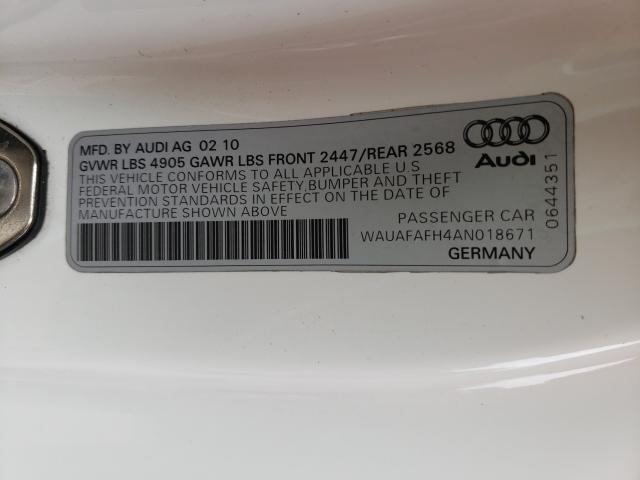 MFD. BY AUDI AG 02 10
GVWR LBS 4905 GAWR LBS FRONT 2447/REAR 2568
THIS VEHICLE CONFORMS TO ALL APPLICABLE U.S
FEDERAL MOTOR VEHICLE SAFETY,BUMPER AND THEFT
PREVENTION STANDARDS IN EFFECT ON THE DATE OF
MANUFACTURE SHOWN ABOVE
Audi
PASSENGER CAR
WAUAFAFH4AN018671
GERMANY
0644351